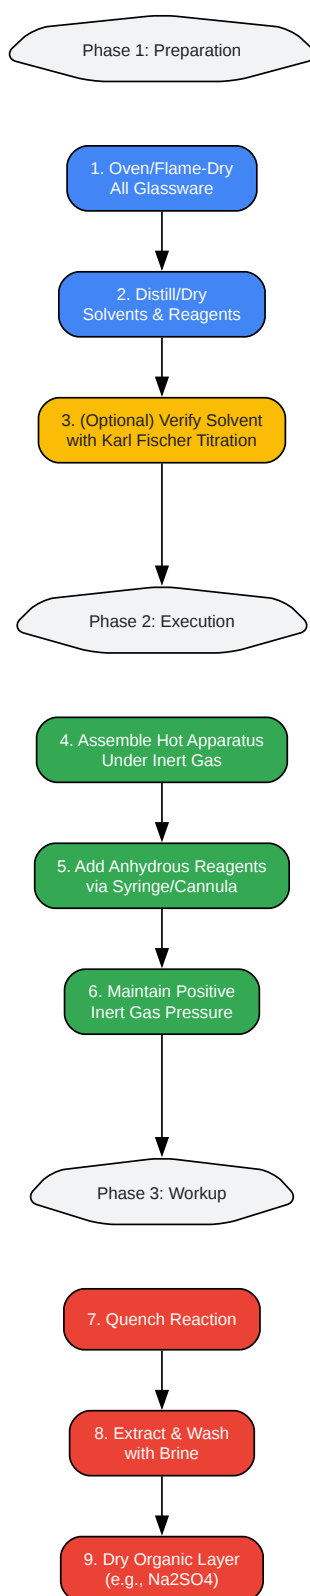 Phase 1: Preparation
1. Oven/Flame-Dry
All Glassware
2. Distill/Dry
Solvents & Reagents
3. (Optional) Verify Solvent
with Karl Fischer Titration
Phase 2: Execution
4. Assemble Hot Apparatus
Under Inert Gas
5. Add Anhydrous Reagents
via Syringe/Cannula
6. Maintain Positive
Inert Gas Pressure
Phase 3: Workup
7. Quench Reaction
8. Extract & Wash
with Brine
9. Dry Organic Layer
(e.g., Na2SO4)